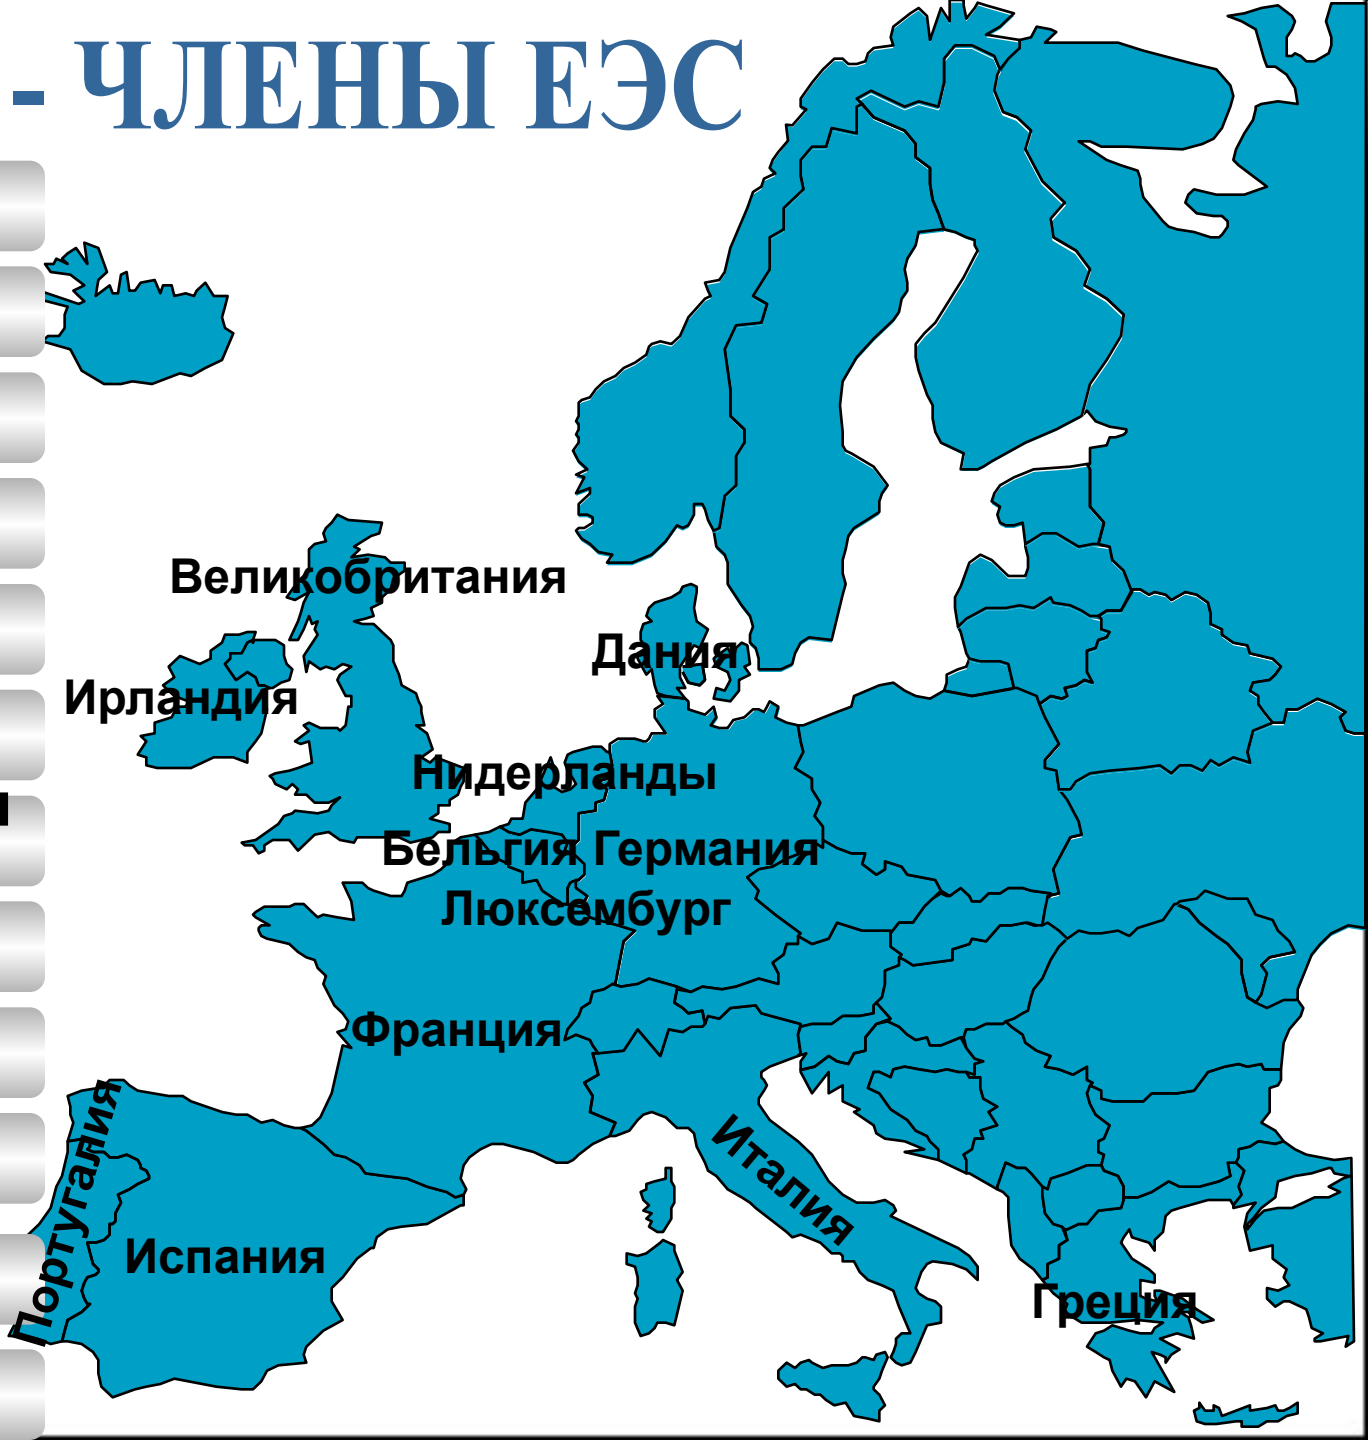 - ЧЛЕНЫ ЕЭС
Великобритания
Дания
Ирландия
Нидерланды
Бельгия Германия
Люксембург
Франция
Португалия
Италия
Испания
Греция